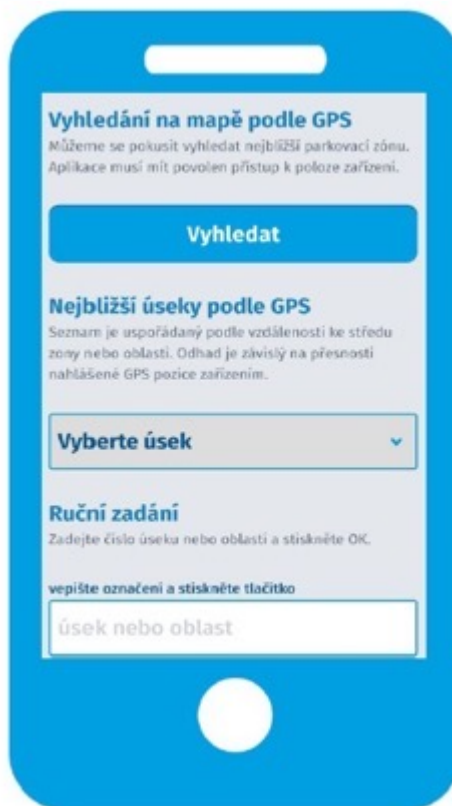 Vyhledání na mapě podle GPS
Můžeme se pokusit vyhledat nejbližší parkovací zónu.
Aplikace musí mít povolen přístup k poloze zařízení.
Vyhledat
Nejbližší úseky podle GPS
Seznam je uspořádaný podle vzdálenosti ke středu
zony nebo oblasti. Odhad je závislý na přesnosti
nahlášené GPS pozice zařízením.
Vyberte úsek
Ruční zadání
Zadejte číslo úseku nebo oblasti a stiskněte OK.
vepište označení a stiskněte tlačítko
úsek nebo oblast